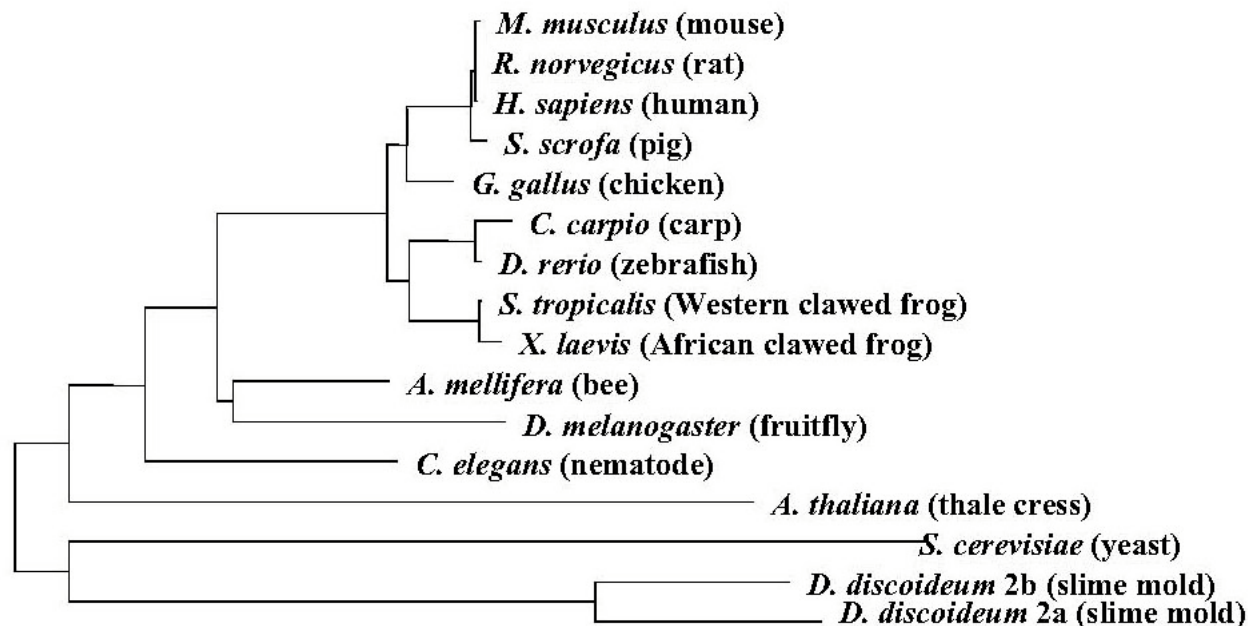 M. musculus (mouse)
R. norvegicus (rat)
H. sapiens (human)
S. scrofa (pig)
G. gallus (chicken)
C. carpio (carp)
D. rerio (zebrafish)
S. tropicalis (Western clawed frog)
X. laevis (African clawed frog)
A. mellifera (bee)
D. melanogaster (fruitfly)
C. elegans (nematode)
A. thaliana (thale cress)
S. cerevisiae (yeast)
D. discoideum 2b (slime mold)
D. discoideum 2a (slime mold)